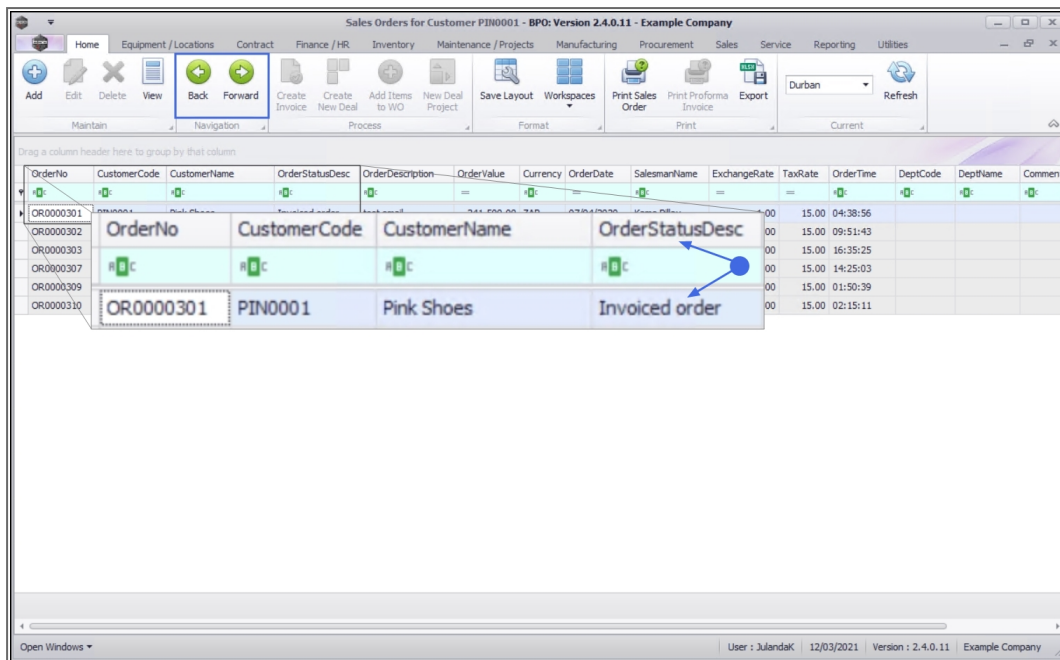 Sales Orders for Customer PIN0001 - BPO: Version 2.4.0.11 - Example Company
Home Equipment / Locations Contract Finance / HR Inventory Maintenance / Projects Manufacturing Procurement Sales Service Reporting Utilities
Add Edit Delete View Back Forward Create Invoice Create New Deal Add Items to WO New Deal Project Save Layout Workspaces Print Sales Order Print Proforma Invoice Export Durban Refresh
Maintain Navigation Process Format Print Current
Drag a column header here to group by that column
OrderNo CustomerCode CustomerName OrderStatusDesc OrderDescription OrderValue Currency OrderDate SalesmanName ExchangeRate TaxRate OrderTime DeptCode DeptName Commen
OR0000301 15.00 04:38:56
OR0000302 15.00 09:51:43
OR0000303 15.00 16:35:25
OR0000307 15.00 14:25:03
OR0000309 15.00 01:50:39
OR0000310 15.00 02:15:11
OrderNo CustomerCode CustomerName OrderStatusDesc
OR0000301 PIN0001 Pink Shoes Invoiced order
Open Windows User : JulandaK 12/03/2021 Version : 2.4.0.11 Example Company